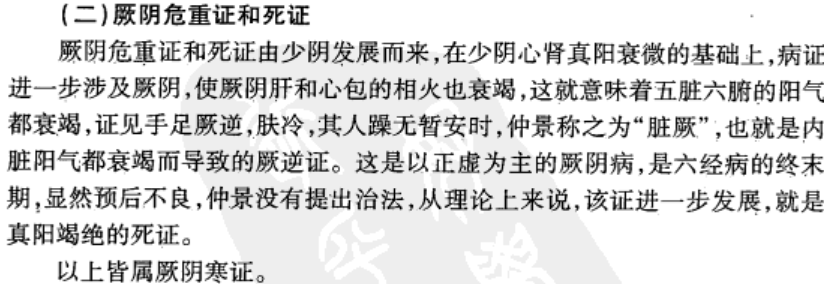 (二)厥阴危重证和死证
厥阴危重证和死证由少阴发展而来,在少阴心肾真阳衰微的基础上,病证
进一步涉及厥阴,使厥阴肝和心包的相火也衰竭,这就意味着五脏六腑的阳气
都衰竭,证见手足厥逆,肤冷,其人躁无暂安时,仲景称之为“脏厥”,也就是内
脏阳气都衰竭而导致的厥逆证。这是以正虚为主的厥阴病,是六经病的终末
期,显然预后不良,仲景没有提出治法,从理论上来说,该证进一步发展,就是
真阳竭绝的死证。
以上皆属厥阴寒证。